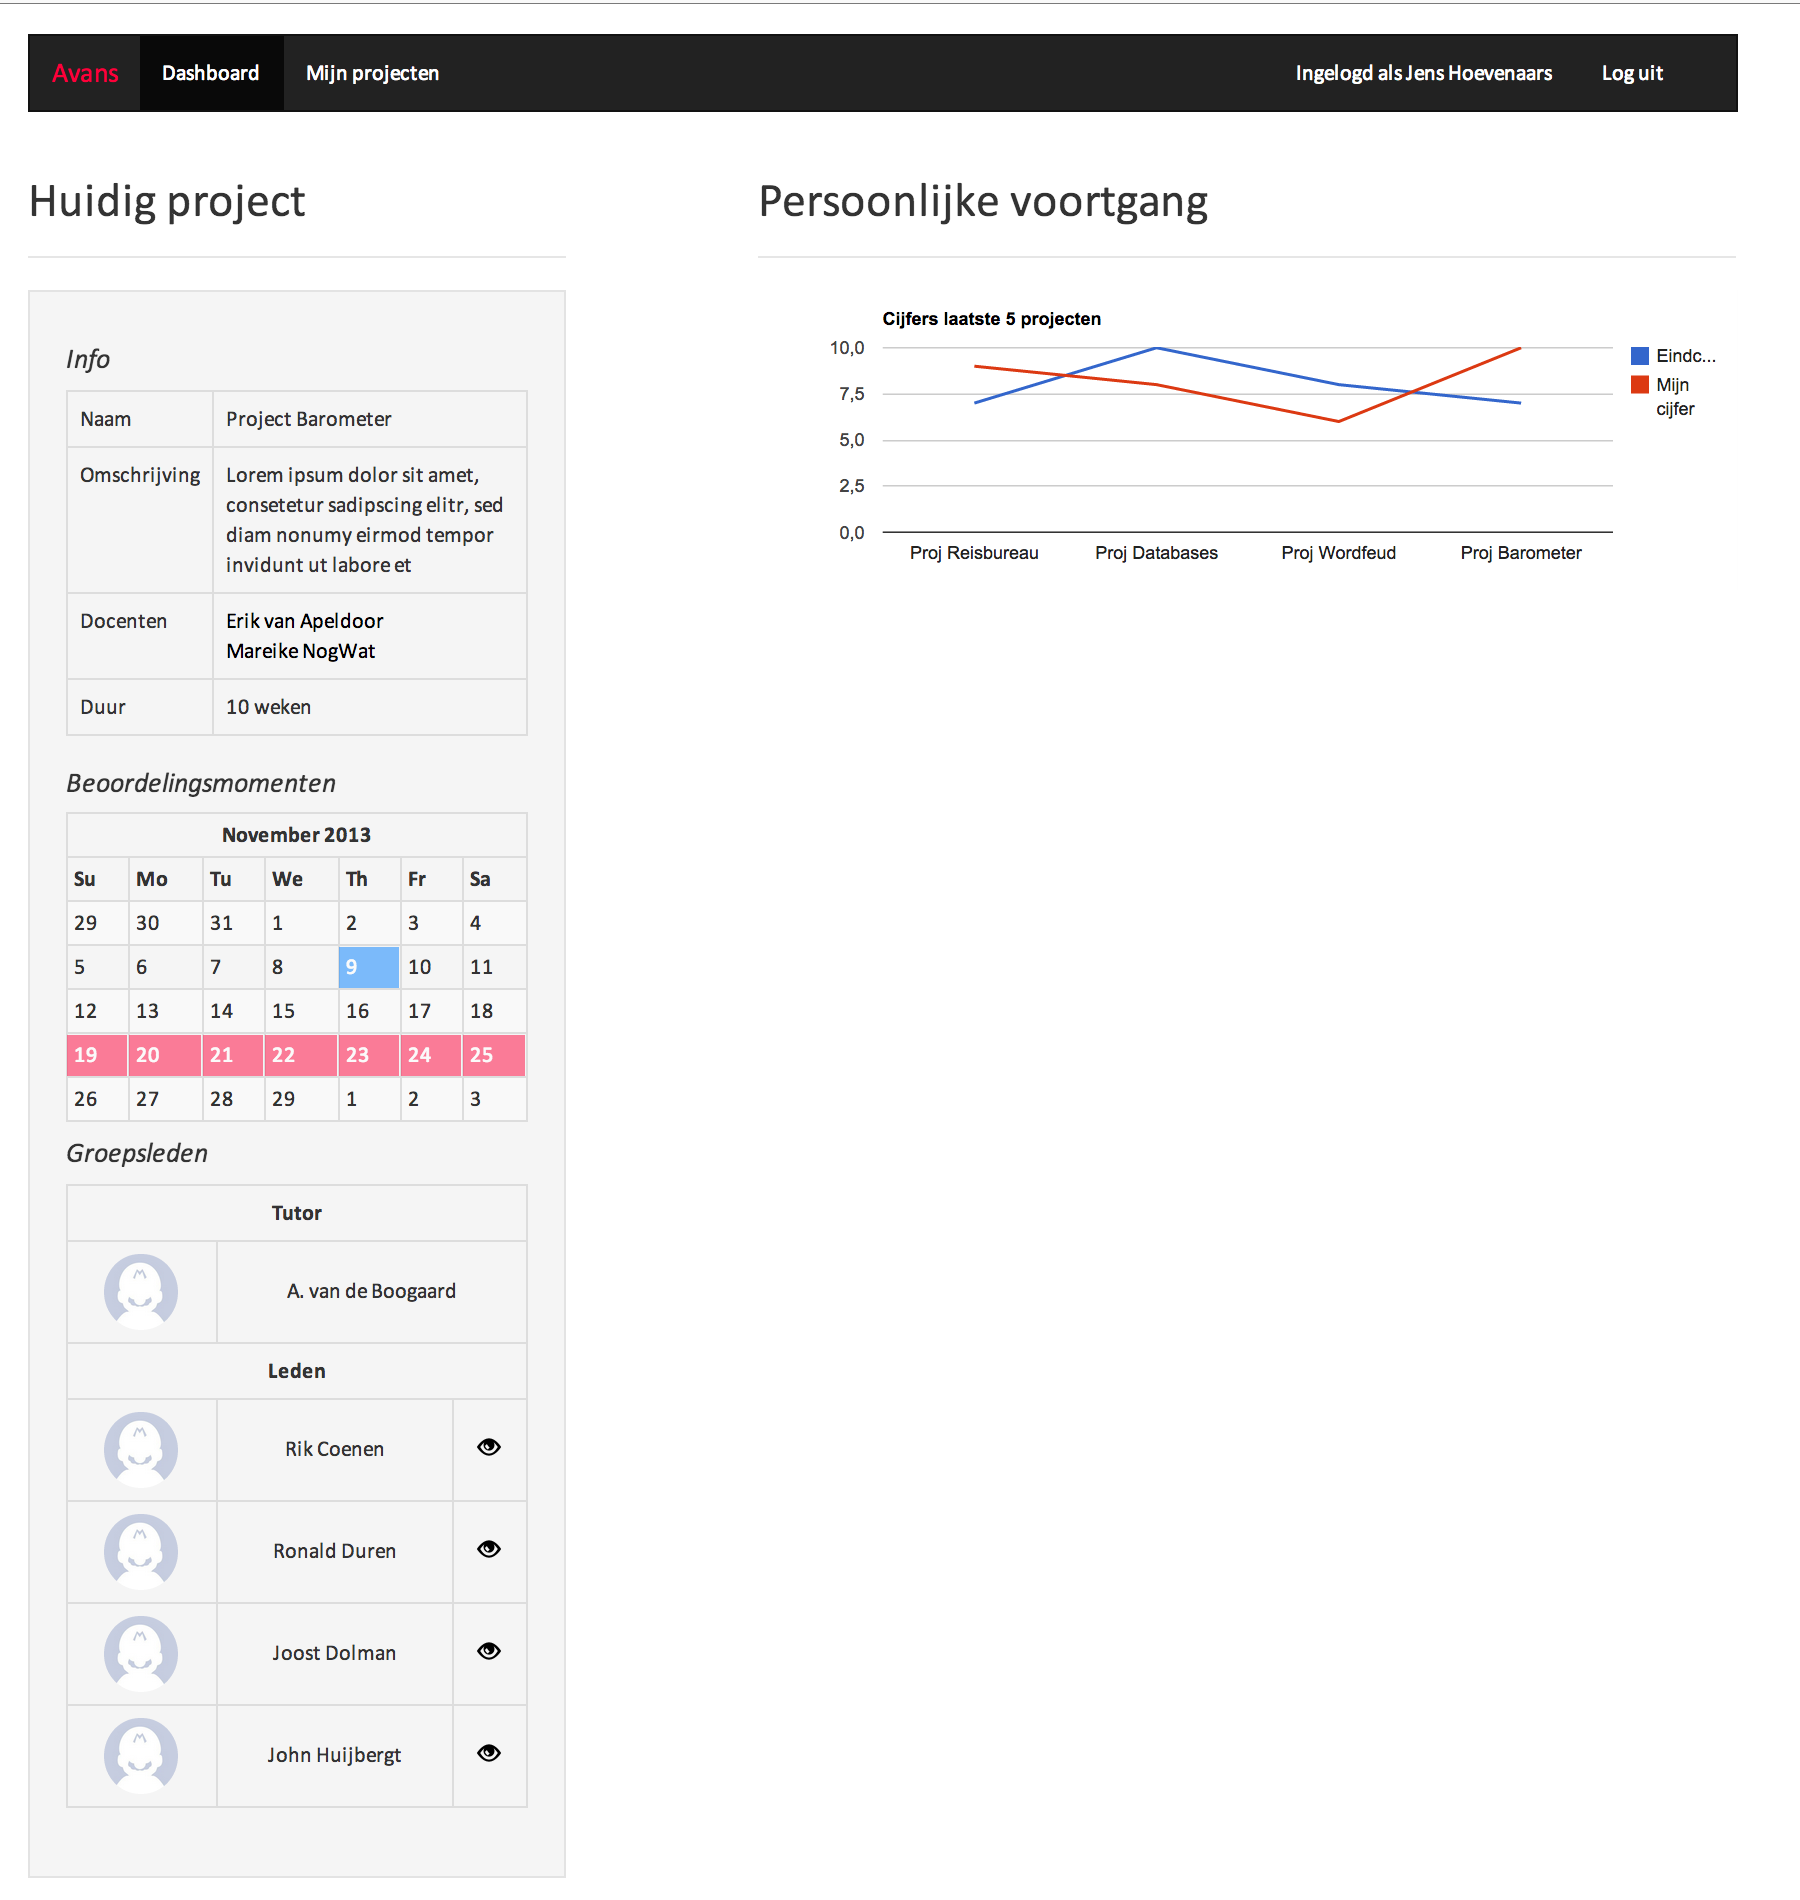 Avans Dashboard Mijn projecten Ingelogd als Jens Hoevenaars Log uit
Huidig project
Info
Naam Project Barometer
Omschrijving Lorem ipsum dolor sit amet,
consetetur sadipscing elitr, sed
diam nonumy eirmod tempor
invidunt ut labore et
Docenten Erik van Apeldoor
Mareike NogWat
Duur 10 weken
Beoordelingsmomenten
November 2013
Su Mo Tu We Th Fr Sa
29 30 31 1 2 3 4
5 6 7 8 9 10 11
12 13 14 15 16 17 18
19 20 21 22 23 24 25
26 27 28 29 1 2 3
Groepsleden
Tutor
A. van de Boogaard
Leden
Rik Coenen
Ronald Duren
Joost Dolman
John Huijbergt
Persoonlijke voortgang
Cijfers laatste 5 projecten
10,0
7,5
5,0
2,5
0,0
Proj Reisbureau Proj Databases Proj Wordfeud Proj Barometer
Eindc...
Mijn
cijfer